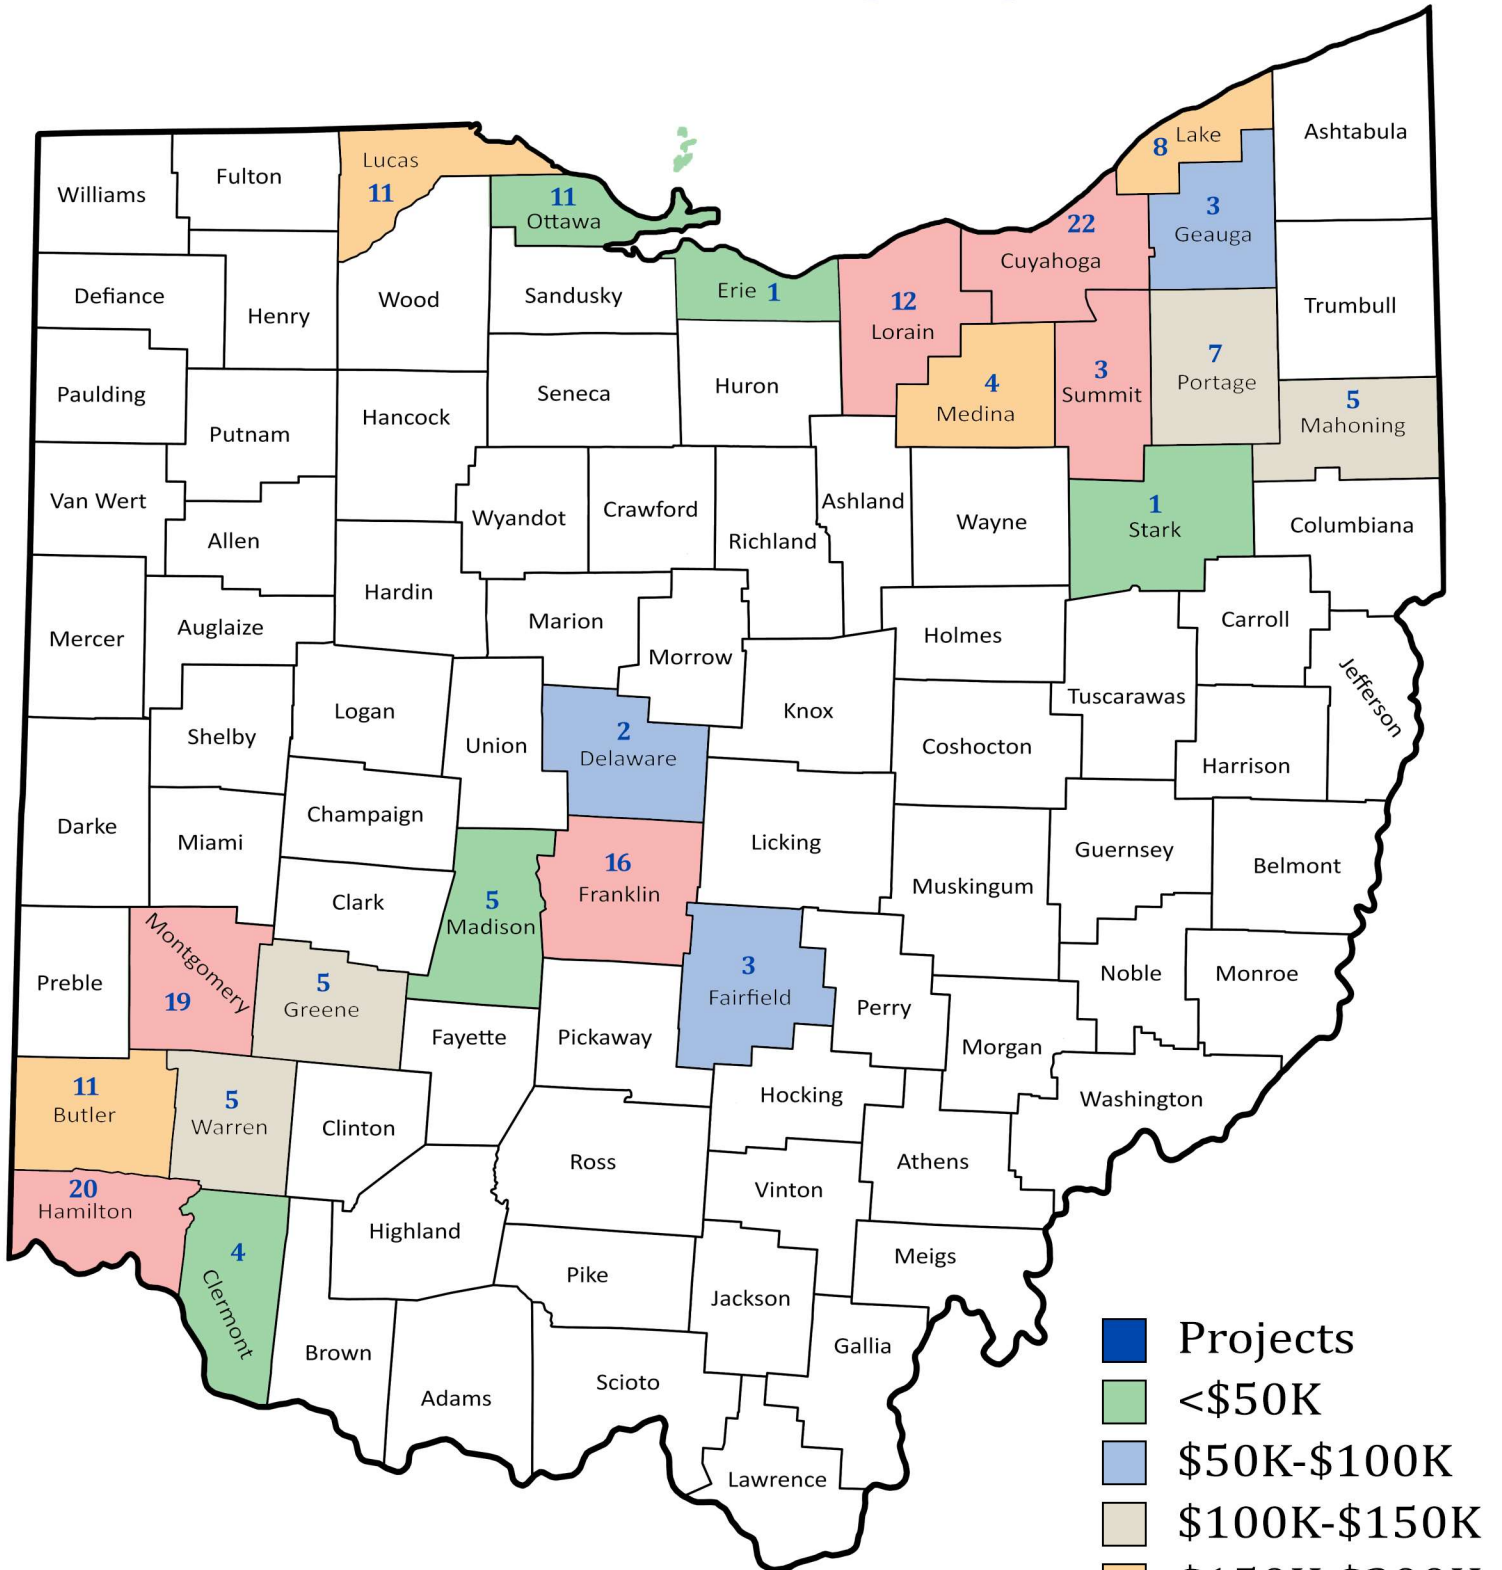 Ashtabula
Lake
8
Lucas
11
Fulton
Williams
11
Ottawa
3
Geauga
22
Cuyahoga
Defiance
Henry
Wood
Sandusky
Erie 1
12
Lorain
Trumbull
Paulding
Putnam
Hancock
Seneca
Huron
4
Medina
3
Summit
7
Portage
5
Mahoning
Van Wert
Allen
Wyandot
Crawford
Richland
Ashland
Wayne
1
Stark
Columbiana
Mercer
Auglaize
Hardin
Marion
Morrow
Holmes
Carroll
Jefferson
Tuscarawas
Shelby
Logan
Union
2
Delaware
Knox
Coshocton
Harrison
Darke
Miami
Champaign
Licking
Guernsey
Belmont
Clark
5
Madison
16
Franklin
Muskingum
Preble
Montgomery
19
5
Greene
Fayette
Pickaway
3
Fairfield
Perry
Noble
Monroe
Morgan
11
Butler
5
Warren
Clinton
Hocking
Washington
Ross
Athens
Vinton
20
Hamilton
Highland
4
Clermont
Pike
Jackson
Meigs
Brown
Adams
Scioto
Gallia
Lawrence
Projects
<$50K
$50K-$100K
$100K-$150K